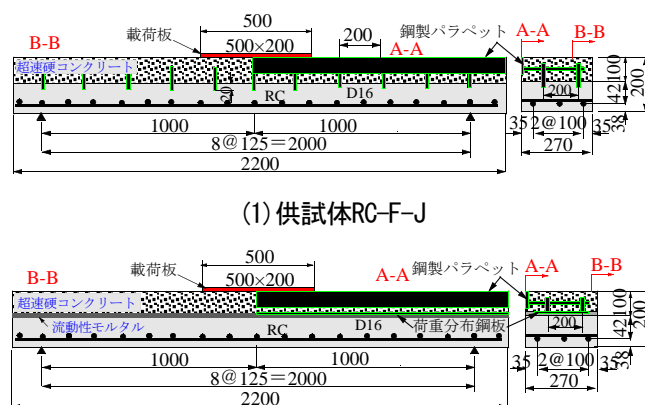 500
載荷板
500×200
200
鋼製パラペット
A-A
B-B
B-B
A-A
超速硬コンクリート
20
RC
D16
200
100
42
38
200
1000
1000
35
2@100
35
8@125＝2000
270
2200
(1) 供試体RC-F-J
500
載荷板
500×200
鋼製パラペット
A-A
B-B
B-B
A-A
超速硬コンクリート
流動性モルタル
RC
D16
荷重分布鋼板
200
100
42
38
200
1000
1000
35
2@100
35
8@125＝2000
270
2200